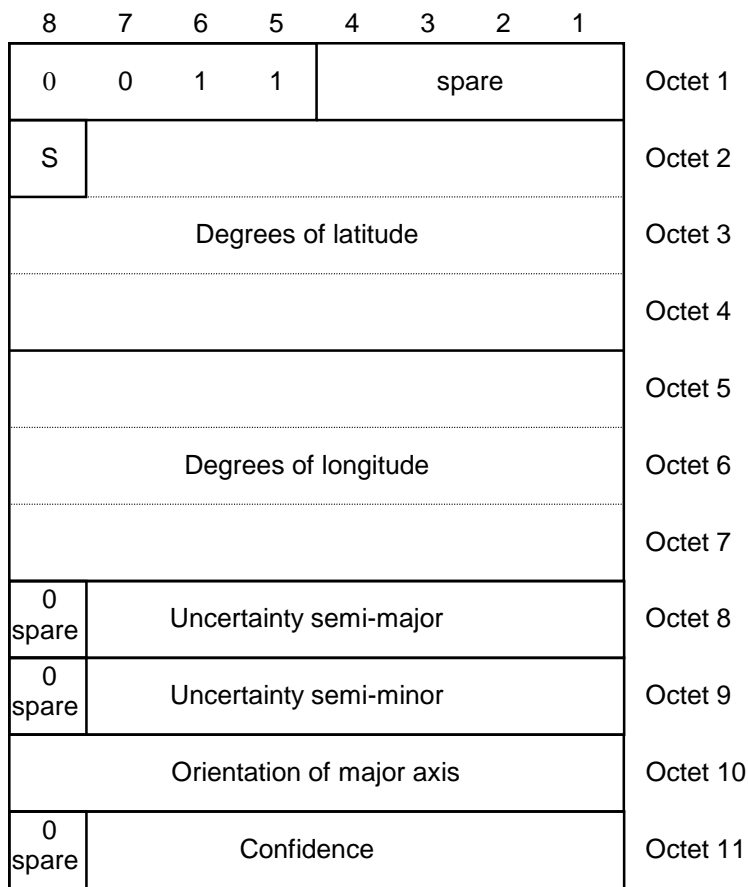 8 7 6 5 4 3 2 1
0 0 1 1 spare Octet 1
S Octet 2
Degrees of latitude Octet 3
Octet 4
Octet 5
Degrees of longitude Octet 6
Octet 7
0
spare Uncertainty semi-major Octet 8
0
spare Uncertainty semi-minor Octet 9
Orientation of major axis Octet 10
0
spare Confidence Octet 11